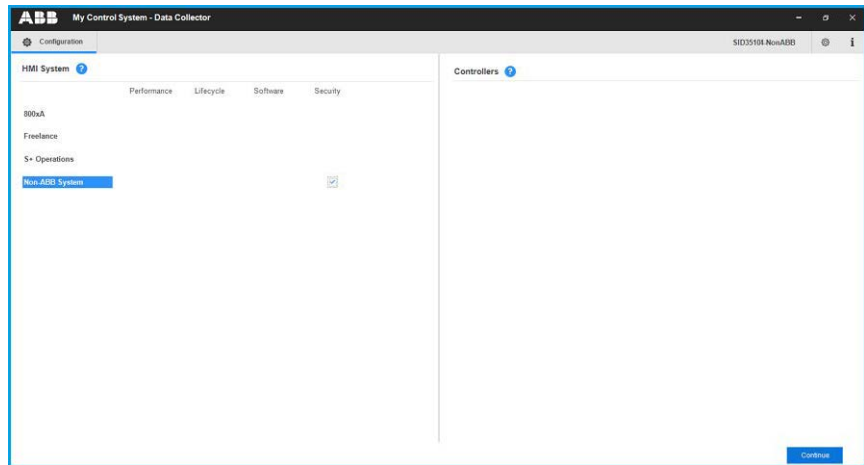 ABB My Control System - Data Collector
Configuration
SID35108-NonABB
i
HMI System ?
Performance Lifecycle Software Security
800xA
Freelance
S+ Operations
Non-ABB System
Controllers ?
Continue